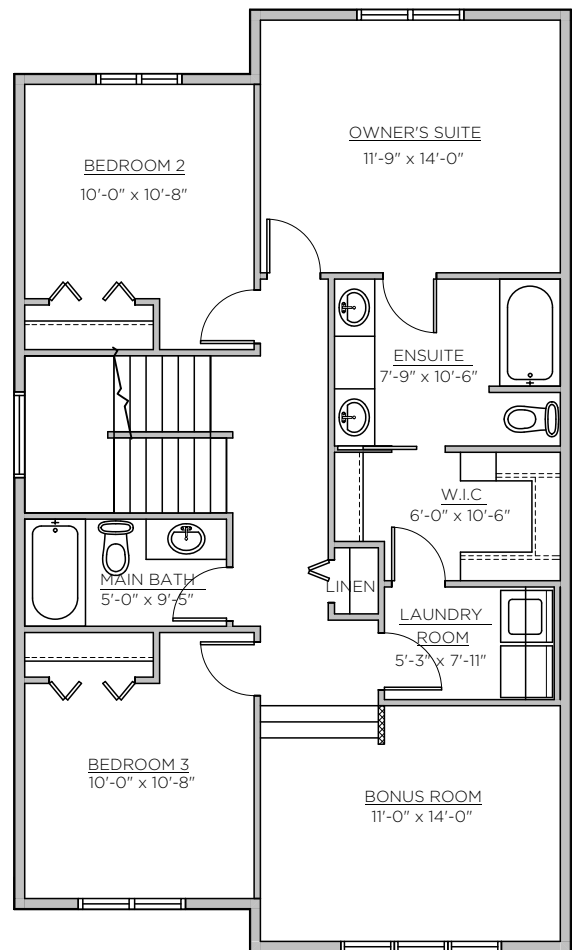 OWNER'S SUITE
11'-9" x 14'-0"
BEDROOM 2
10'-0" x 10'-8"
ENSUITE
7'-9" x 10'-6"
W.I.C
6'-0" x 10'-6"
MAIN BATH
5'-0" x 9'-5"
LINEN
LAUNDRY
ROOM
5'-3" x 7'-11"
BEDROOM 3
10'-0" x 10'-8"
BONUS ROOM
11'-0" x 14'-0"